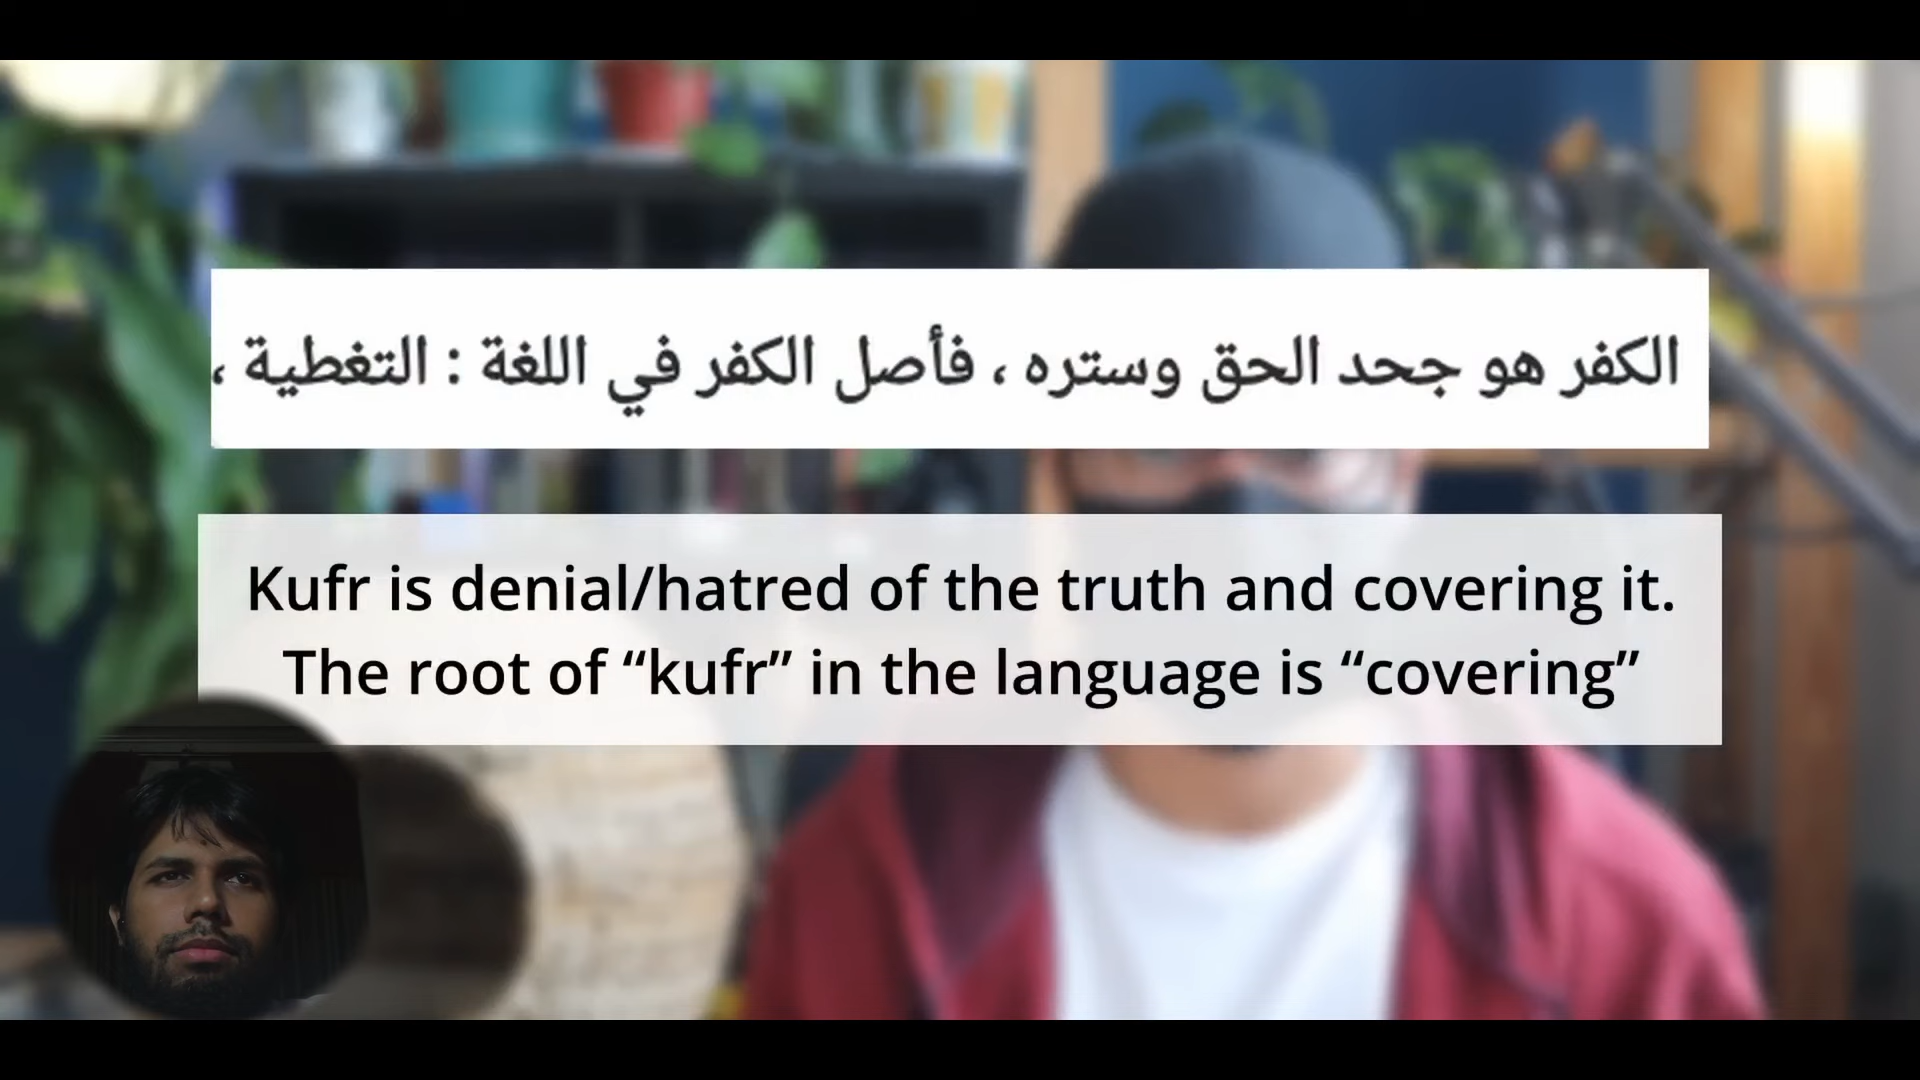 الكفر هو جحد الحق وستره ، فأصل الكفر في اللغة : التغطية ،
Kufr is denial/hatred of the truth and covering it.
The root of “kufr” in the language is “covering”